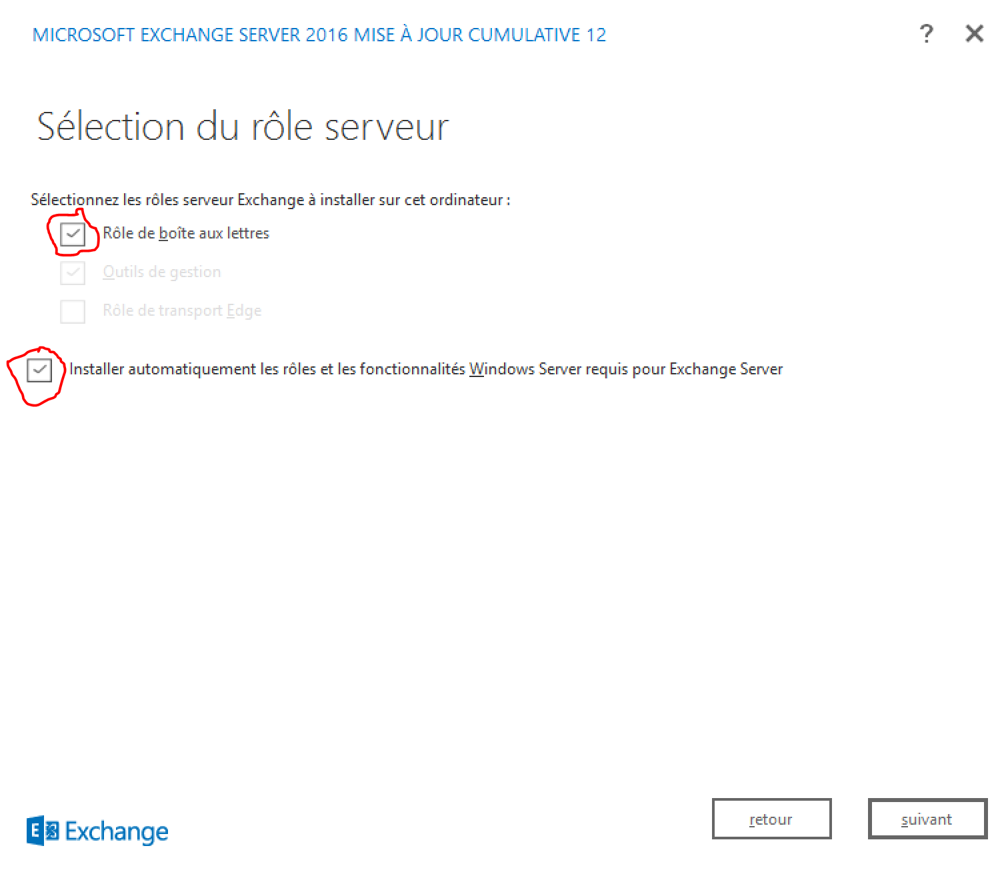 MICROSOFT EXCHANGE SERVER 2016 MISE À JOUR CUMULATIVE 12
? ×
Sélection du rôle serveur
Sélectionnez les rôles serveur Exchange à installer sur cet ordinateur :
Rôle de boîte aux lettres
Outils de gestion
Rôle de transport Edge
Installer automatiquement les rôles et les fonctionnalités Windows Server requis pour Exchange Server
E Exchange
retour
suivant